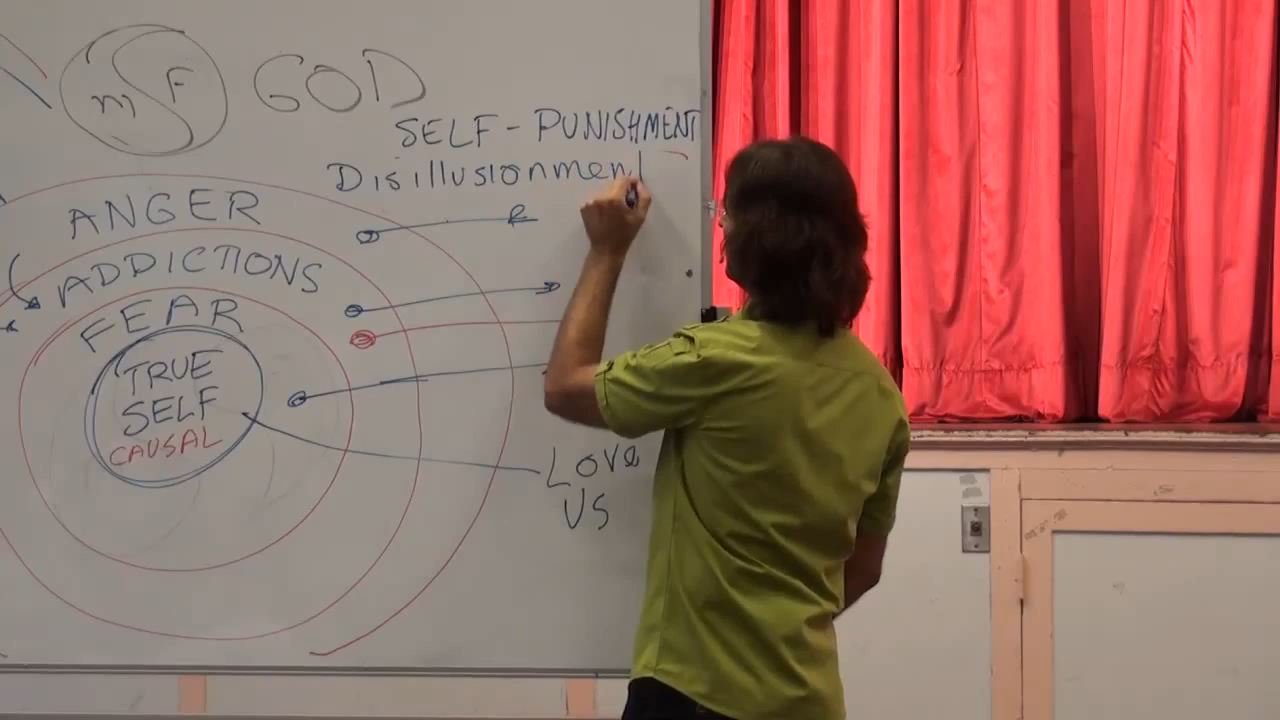 m F GOD
SELF - PUNISHMENT
Disillusionment
ANGER
ADDICTIONS
FEAR
TRUE
SELF
CAUSAL
Love
US